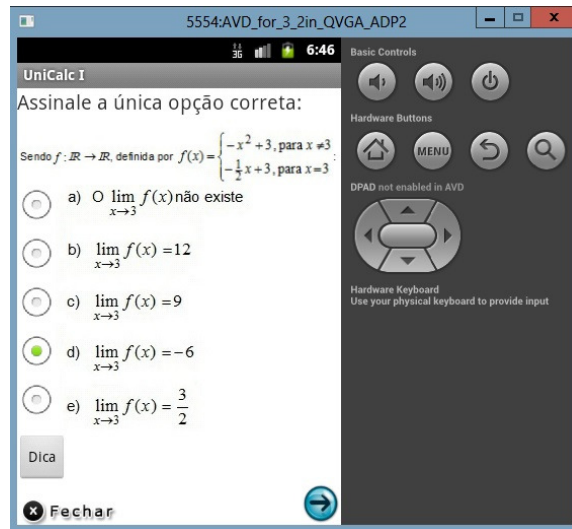 5554:AVD_for_3_2in_QVGA_ADP2
3G 6:46
UniCalc I
Assinale a única opção correta:
Sendo f : IR → IR, definida por f(x) = { −x² + 3, para x ≠ 3
−½x + 3, para x = 3 :
a) O lim x→3 f(x) não existe
b) lim x→3 f(x) = 12
c) lim x→3 f(x) = 9
d) lim x→3 f(x) = −6
e) lim x→3 f(x) = 3/2
Dica
Fechar
Basic Controls
Hardware Buttons
MENU
DPAD not enabled in AVD
Hardware Keyboard
Use your physical keyboard to provide input